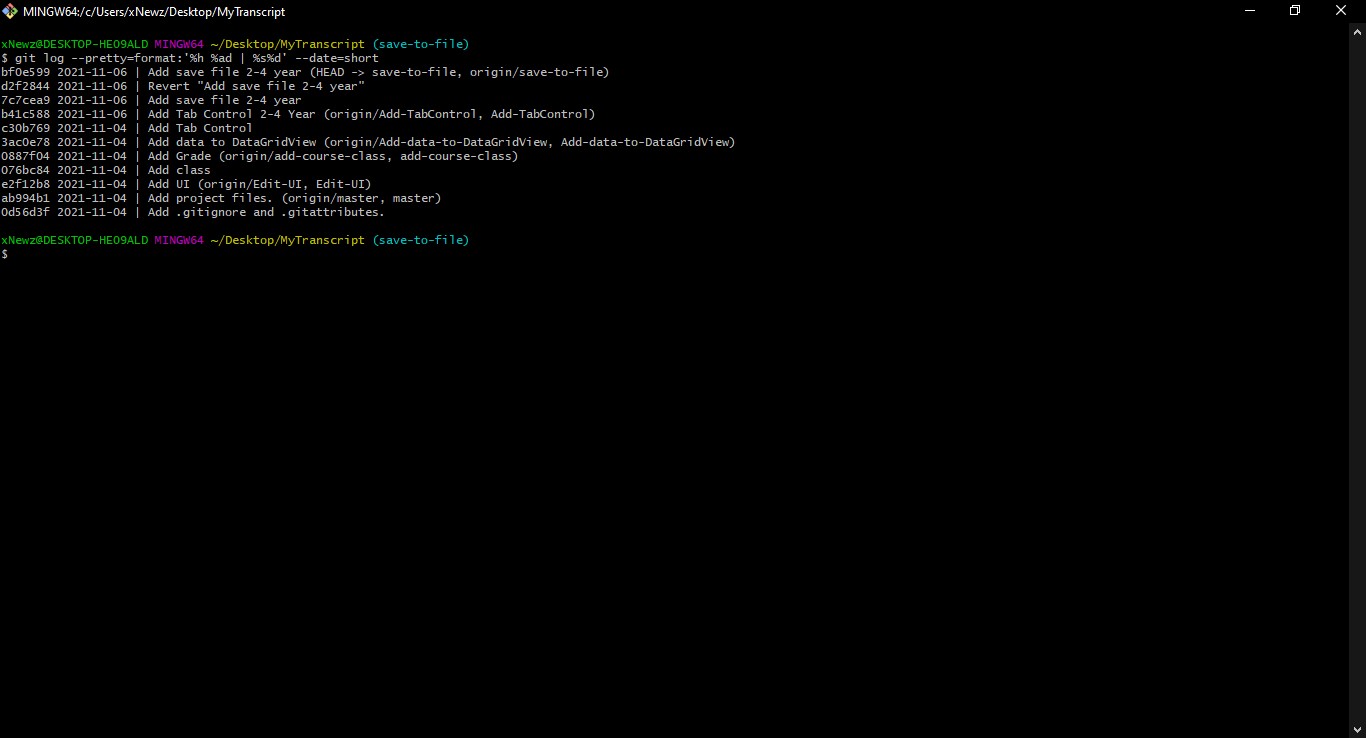 MINGW64:/c/Users/xNewz/Desktop/MyTranscript
xNewz@DESKTOP-HEO9ALD MINGW64 ~/Desktop/MyTranscript (save-to-file)
$ git log --pretty=format:'%h %ad | %s%d' --date=short
bf0e599 2021-11-06 | Add save file 2-4 year (HEAD -> save-to-file, origin/save-to-file)
d2f2844 2021-11-06 | Revert "Add save file 2-4 year"
7c7cea9 2021-11-06 | Add save file 2-4 year
b41c588 2021-11-06 | Add Tab Control 2-4 Year (origin/Add-TabControl, Add-TabControl)
c30b769 2021-11-04 | Add Tab Control
3ac0e78 2021-11-04 | Add data to DataGridView (origin/Add-data-to-DataGridView, Add-data-to-DataGridView)
0887f04 2021-11-04 | Add Grade (origin/add-course-class, add-course-class)
076bc84 2021-11-04 | Add class
e2f12b8 2021-11-04 | Add UI (origin/Edit-UI, Edit-UI)
ab994b1 2021-11-04 | Add project files. (origin/master, master)
0d56d3f 2021-11-04 | Add .gitignore and .gitattributes.
xNewz@DESKTOP-HEO9ALD MINGW64 ~/Desktop/MyTranscript (save-to-file)
$